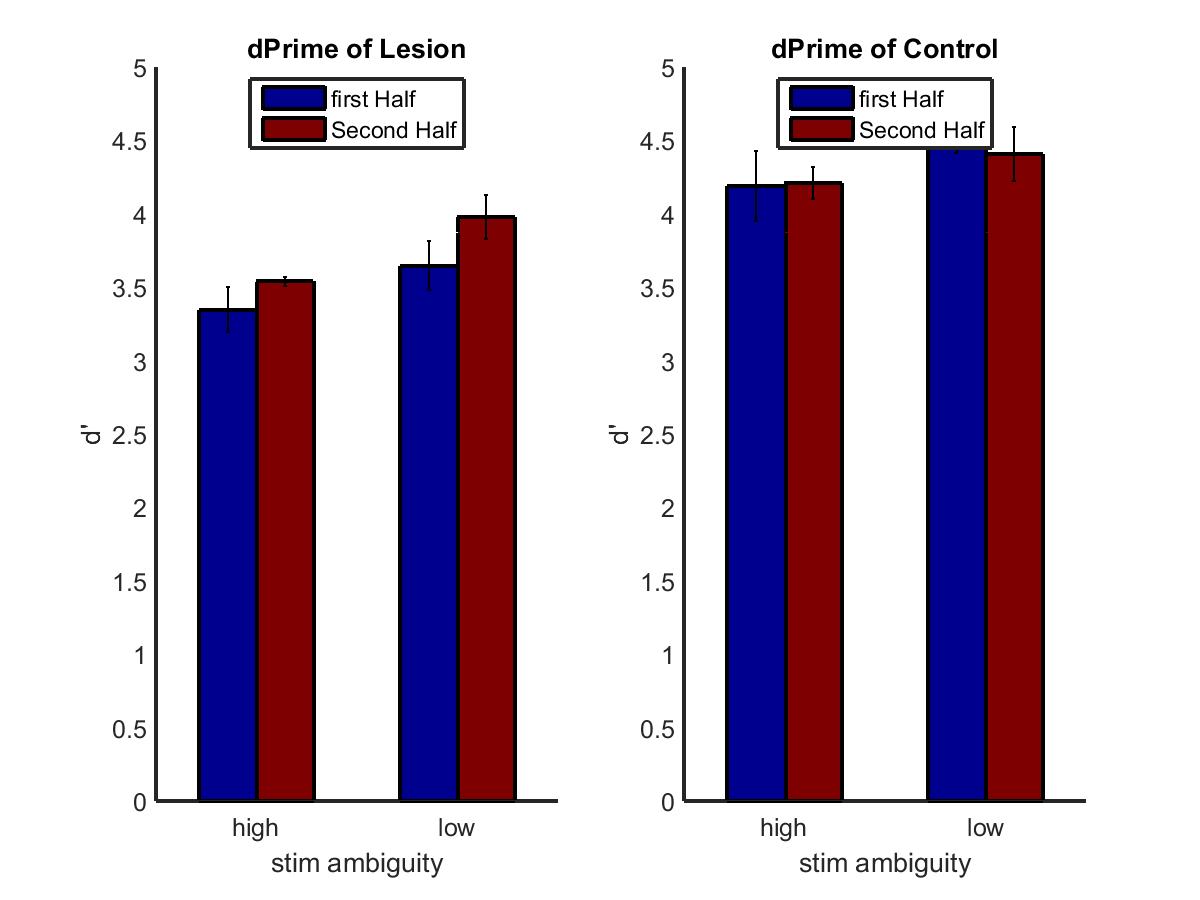 dPrime of Lesion
first Half
Second Half
5
4.5
4
3.5
3
2.5
2
1.5
1
0.5
0
d'
high low
stim ambiguity
dPrime of Control
first Half
Second Half
5
4.5
4
3.5
3
2.5
2
1.5
1
0.5
0
d'
high low
stim ambiguity